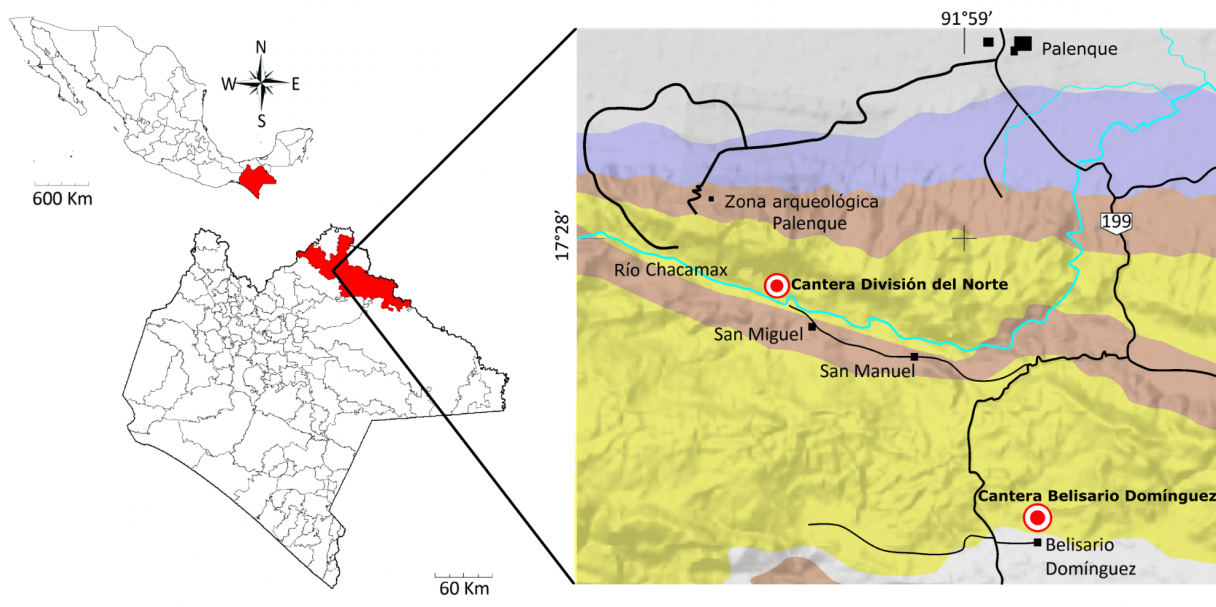 N
W
E
S
600 Km
60 Km
91°59’
17°28’
Palenque
Zona arqueológica
Palenque
199
Río Chacamax
Cantera División del Norte
San Miguel
San Manuel
Cantera Belisario Domínguez
Belisario
Domínguez